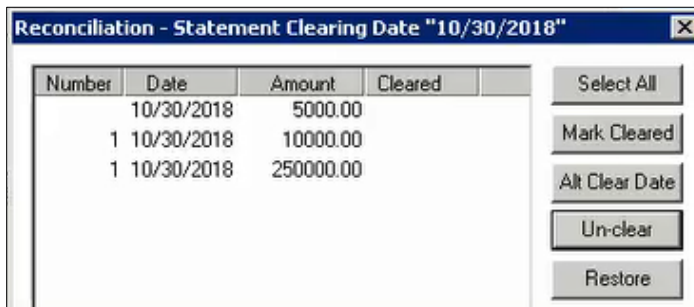 Reconciliation - Statement Clearing Date "10/30/2018"
Number Date Amount Cleared
10/30/2018 5000.00
1 10/30/2018 10000.00
1 10/30/2018 250000.00
Select All
Mark Cleared
Alt Clear Date
Un-clear
Restore